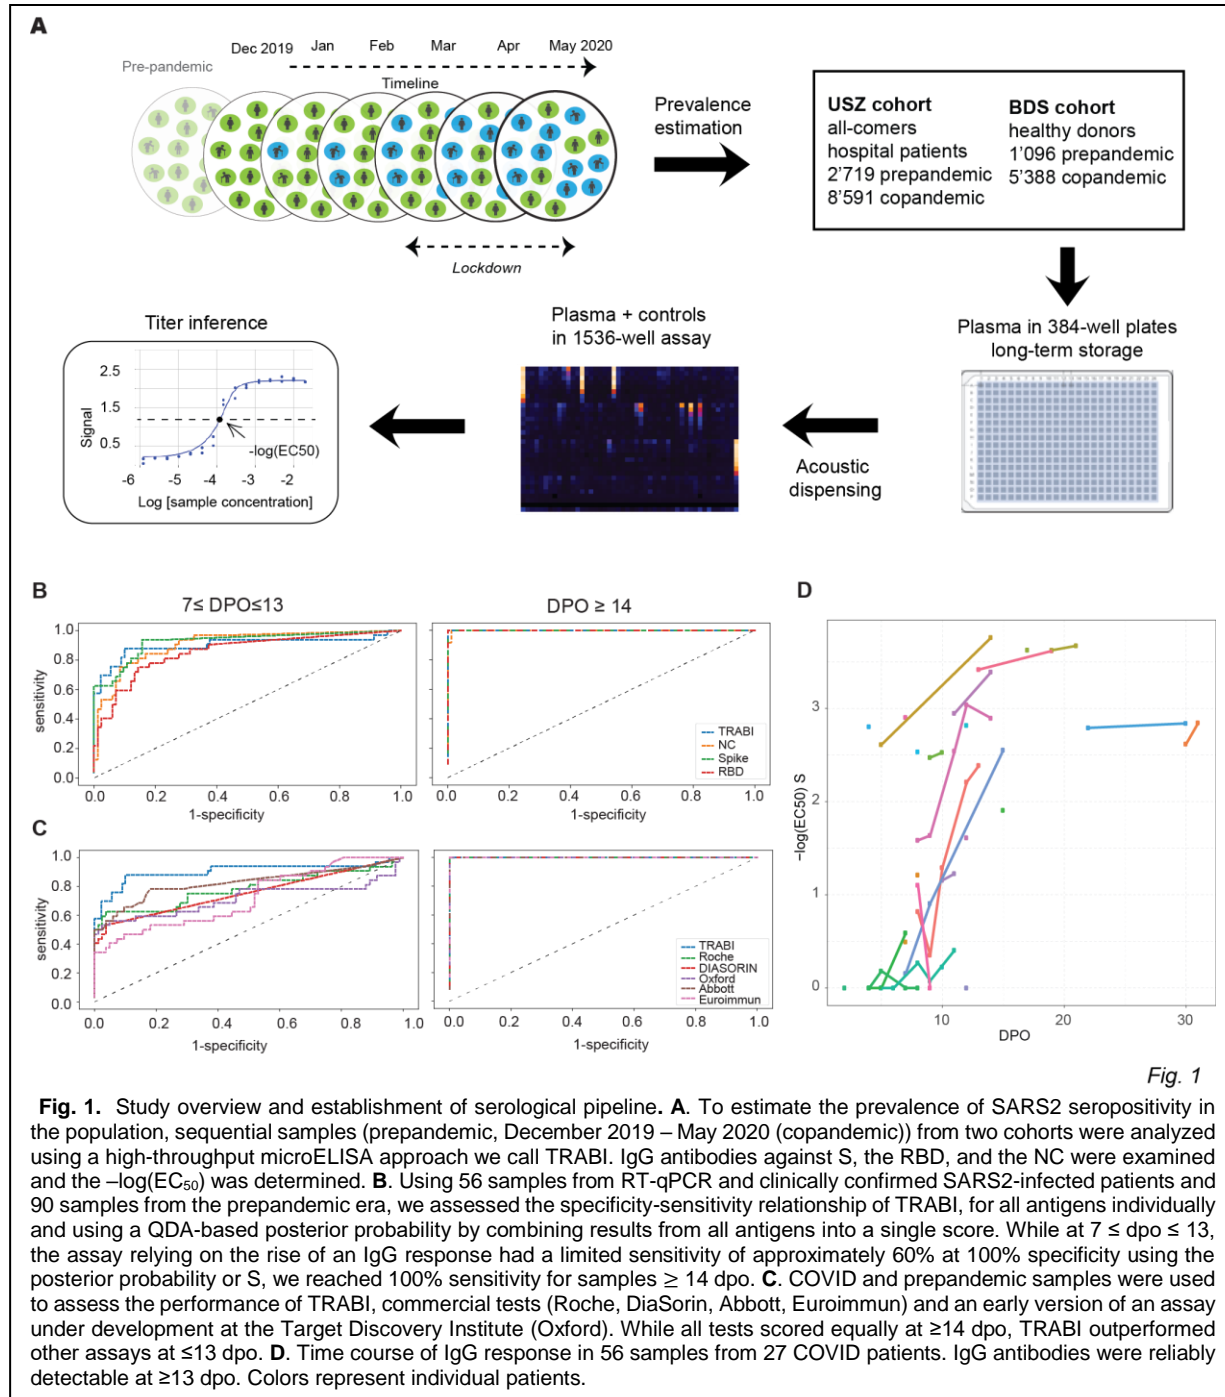 A
Pre-pandemic
Dec 2019
Jan
Feb
Mar
Apr
May 2020
Timeline
Lockdown
Prevalence
estimation
USZ cohort
all-comers
hospital patients
2'719 prepandemic
8'591 copandemic
BDS cohort
healthy donors
1'096 prepandemic
5'388 copandemic
Titer inference
2.5
1.5
0.5
Signal
-log(EC50)
-6 -5 -4 -3 -2
Log [sample concentration]
Plasma + controls
in 1536-well assay
Acoustic
dispensing
Plasma in 384-well plates
long-term storage
B
7≤ DPO≤13
DPO ≥ 14
1.0
0.8
0.6
0.4
0.2
0.0
sensitivity
0.0 0.2 0.4 0.6 0.8 1.0
1-specificity
TRABI
NC
Spike
RBD
0.0 0.2 0.4 0.6 0.8 1.0
1-specificity
C
1.0
0.8
0.6
0.4
0.2
0.0
sensitivity
0.0 0.2 0.4 0.6 0.8 1.0
1-specificity
TRABI
Roche
DIASORIN
Oxford
Abbott
Euroimmun
0.0 0.2 0.4 0.6 0.8 1.0
1-specificity
D
3
2
1
0
−log(EC50) S
10 20 30
DPO
Fig. 1
Fig. 1. Study overview and establishment of serological pipeline. A. To estimate the prevalence of SARS2 seropositivity in
the population, sequential samples (prepandemic, December 2019 – May 2020 (copandemic)) from two cohorts were analyzed
using a high-throughput microELISA approach we call TRABI. IgG antibodies against S, the RBD, and the NC were examined
and the –log(EC50) was determined. B. Using 56 samples from RT-qPCR and clinically confirmed SARS2-infected patients and
90 samples from the prepandemic era, we assessed the specificity-sensitivity relationship of TRABI, for all antigens individually
and using a QDA-based posterior probability by combining results from all antigens into a single score. While at 7 ≤ dpo ≤ 13,
the assay relying on the rise of an IgG response had a limited sensitivity of approximately 60% at 100% specificity using the
posterior probability or S, we reached 100% sensitivity for samples ≥ 14 dpo. C. COVID and prepandemic samples were used
to assess the performance of TRABI, commercial tests (Roche, DiaSorin, Abbott, Euroimmun) and an early version of an assay
under development at the Target Discovery Institute (Oxford). While all tests scored equally at ≥14 dpo, TRABI outperformed
other assays at ≤13 dpo. D. Time course of IgG response in 56 samples from 27 COVID patients. IgG antibodies were reliably
detectable at ≥13 dpo. Colors represent individual patients.